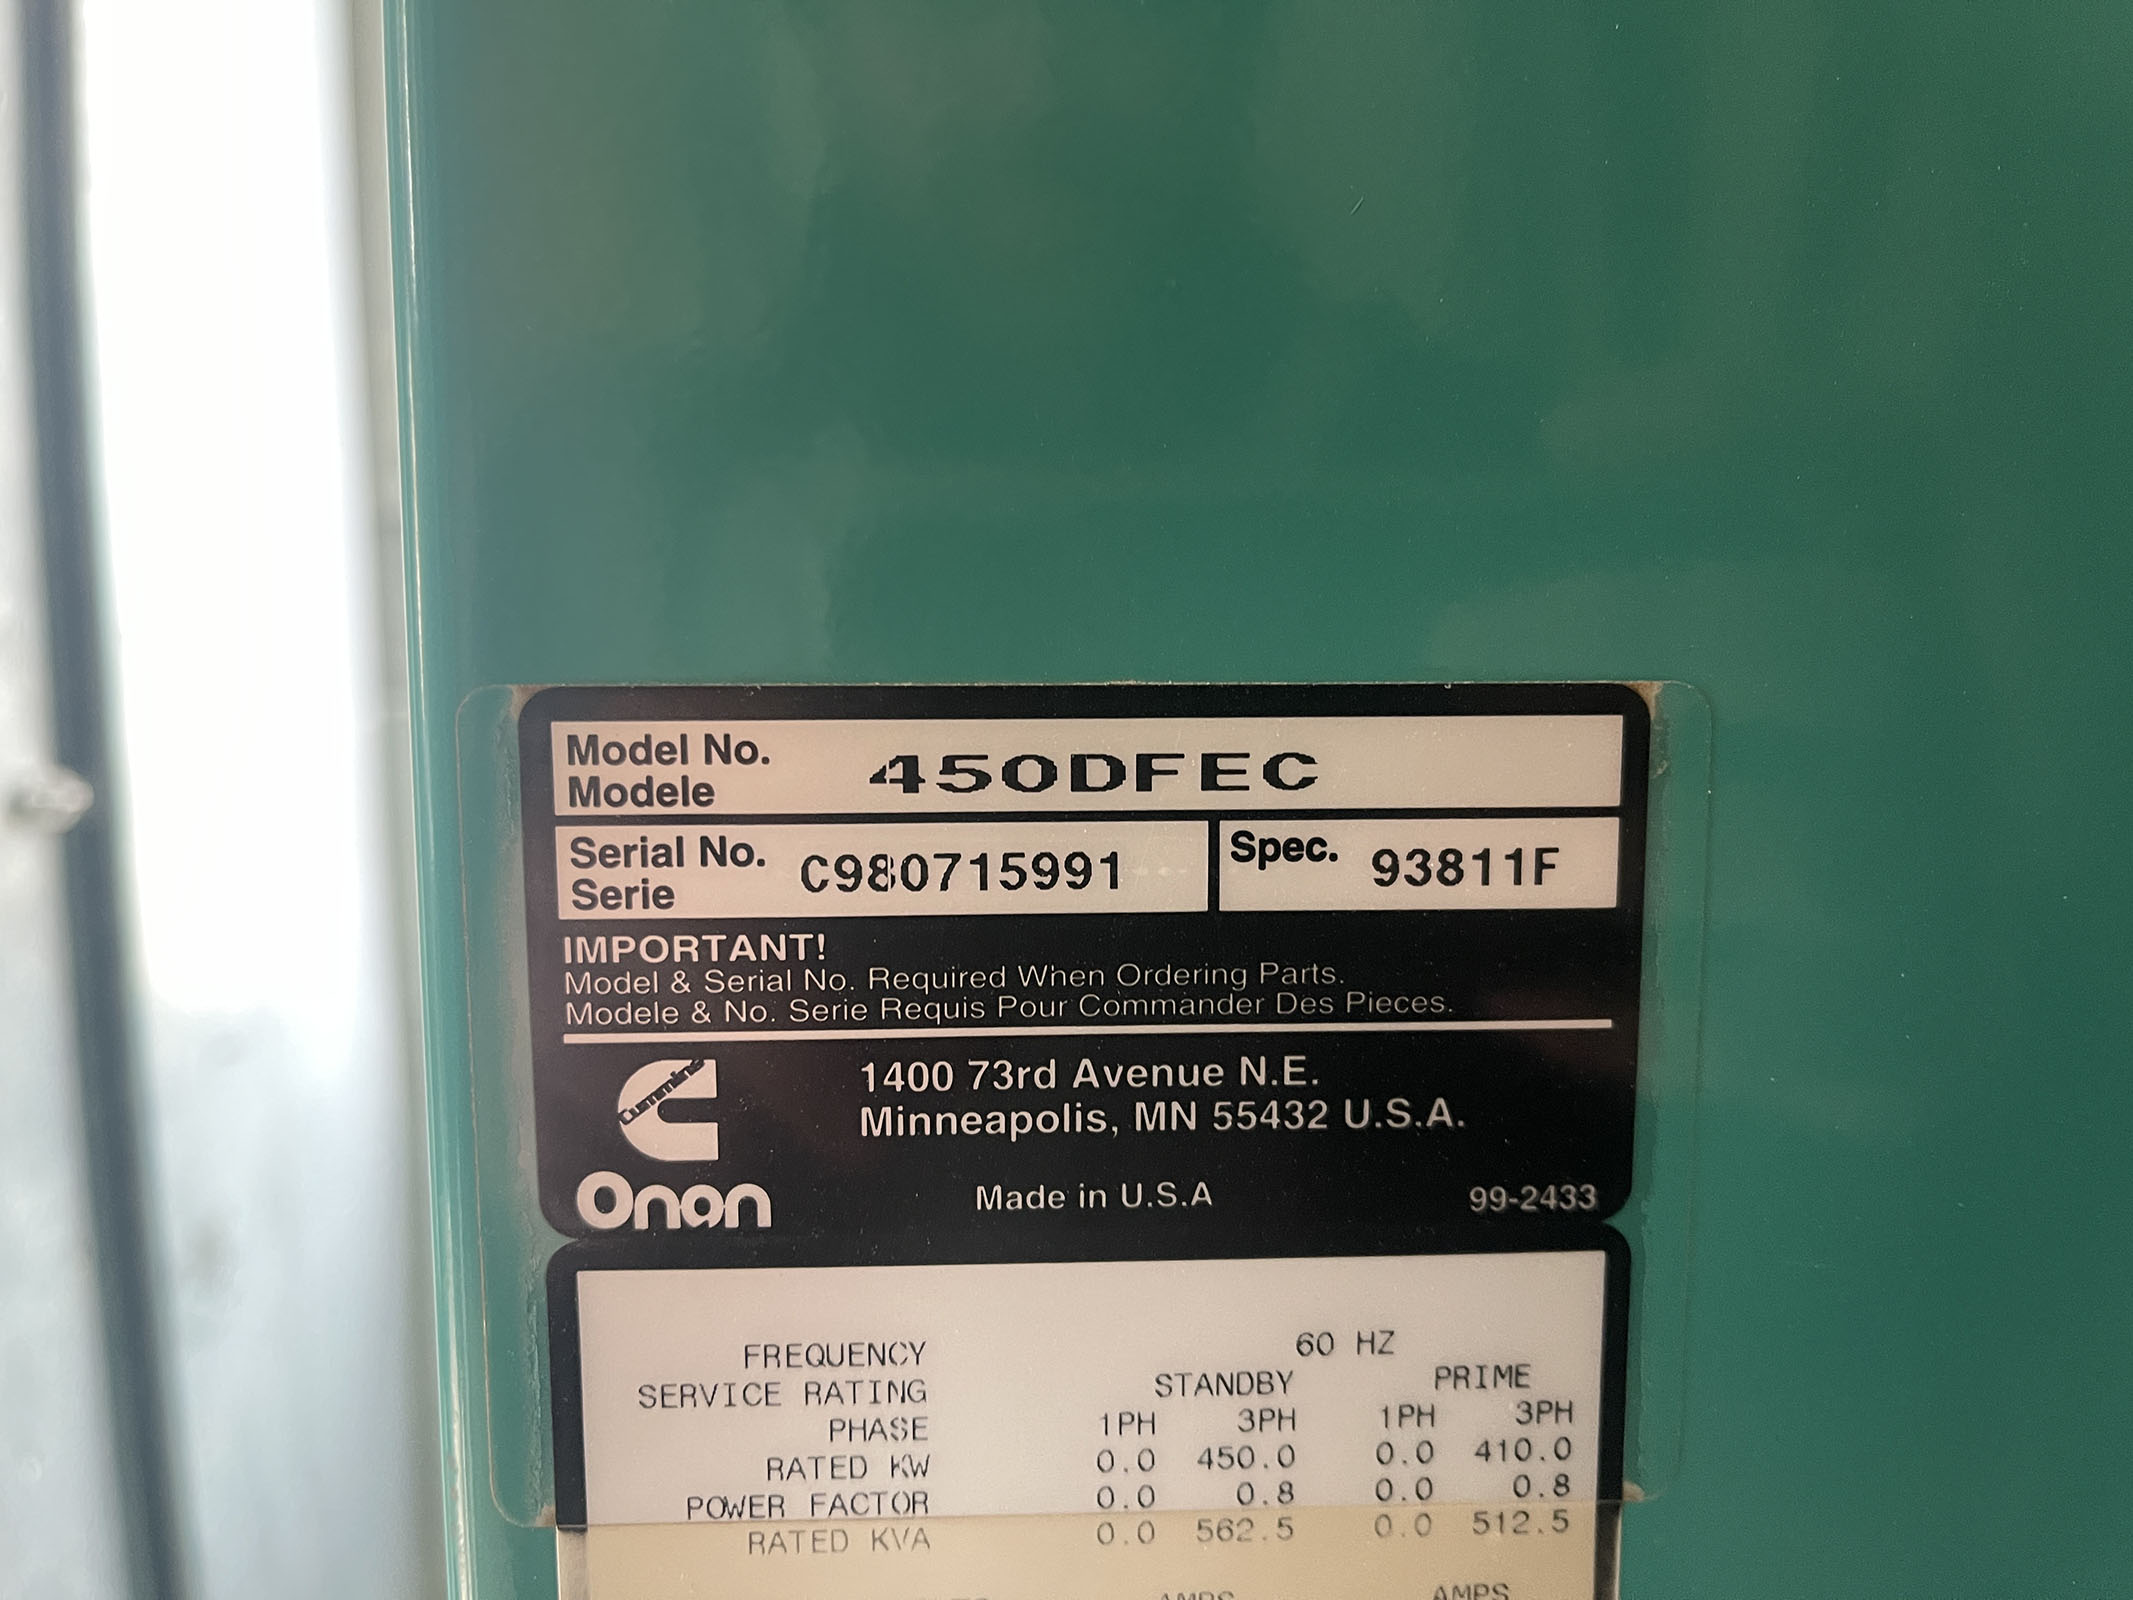 Model No. 450DFEC
Modele
Serial No. C980715991
Serie
Spec. 93811F
IMPORTANT!
Model & Serial No. Required When Ordering Parts.
Modele & No. Serie Requis Pour Commander Des Pieces.
Cummins
Onan
1400 73rd Avenue N.E.
Minneapolis, MN 55432 U.S.A.
Made in U.S.A
99-2433
FREQUENCY 60 HZ
SERVICE RATING STANDBY PRIME
PHASE 1PH 3PH 1PH 3PH
RATED KW 0.0 450.0 0.0 410.0
POWER FACTOR 0.0 0.8 0.0 0.8
RATED KVA 0.0 562.5 0.0 512.5
AMPS AMPS